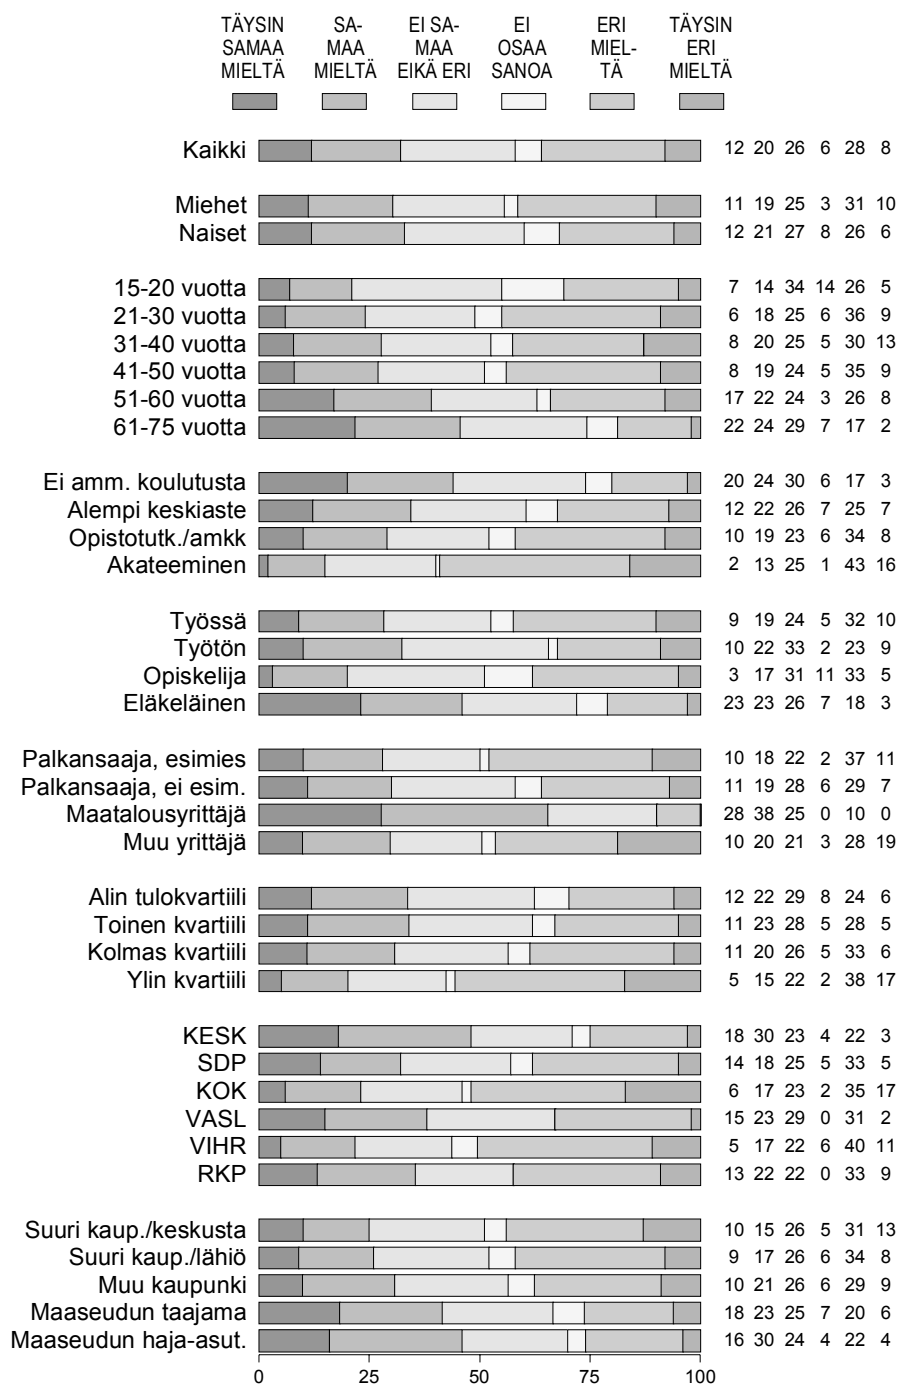 TÄYSIN SA- EI SA- EI ERI TÄYSIN
SAMAA MAA MAA OSAA MIEL- ERI
MIELTÄ MIELTÄ EIKÄ ERI SANOA TÄ MIELTÄ
Kaikki 12 20 26 6 28 8
Miehet 11 19 25 3 31 10
Naiset 12 21 27 8 26 6
15-20 vuotta 7 14 34 14 26 5
21-30 vuotta 6 18 25 6 36 9
31-40 vuotta 8 20 25 5 30 13
41-50 vuotta 8 19 24 5 35 9
51-60 vuotta 17 22 24 3 26 8
61-75 vuotta 22 24 29 7 17 2
Ei amm. koulutusta 20 24 30 6 17 3
Alempi keskiaste 12 22 26 7 25 7
Opistotutk./amkk 10 19 23 6 34 8
Akateeminen 2 13 25 1 43 16
Työssä 9 19 24 5 32 10
Työtön 10 22 33 2 23 9
Opiskelija 3 17 31 11 33 5
Eläkeläinen 23 23 26 7 18 3
Palkansaaja, esimies 10 18 22 2 37 11
Palkansaaja, ei esim. 11 19 28 6 29 7
Maatalousyrittäjä 28 38 25 0 10 0
Muu yrittäjä 10 20 21 3 28 19
Alin tulokvartiili 12 22 29 8 24 6
Toinen kvartiili 11 23 28 5 28 5
Kolmas kvartiili 11 20 26 5 33 6
Ylin kvartiili 5 15 22 2 38 17
KESK 18 30 23 4 22 3
SDP 14 18 25 5 33 5
KOK 6 17 23 2 35 17
VASL 15 23 29 0 31 2
VIHR 5 17 22 6 40 11
RKP 13 22 22 0 33 9
Suuri kaup./keskusta 10 15 26 5 31 13
Suuri kaup./lähiö 9 17 26 6 34 8
Muu kaupunki 10 21 26 6 29 9
Maaseudun taajama 18 23 25 7 20 6
Maaseudun haja-asut. 16 30 24 4 22 4
0 25 50 75 100